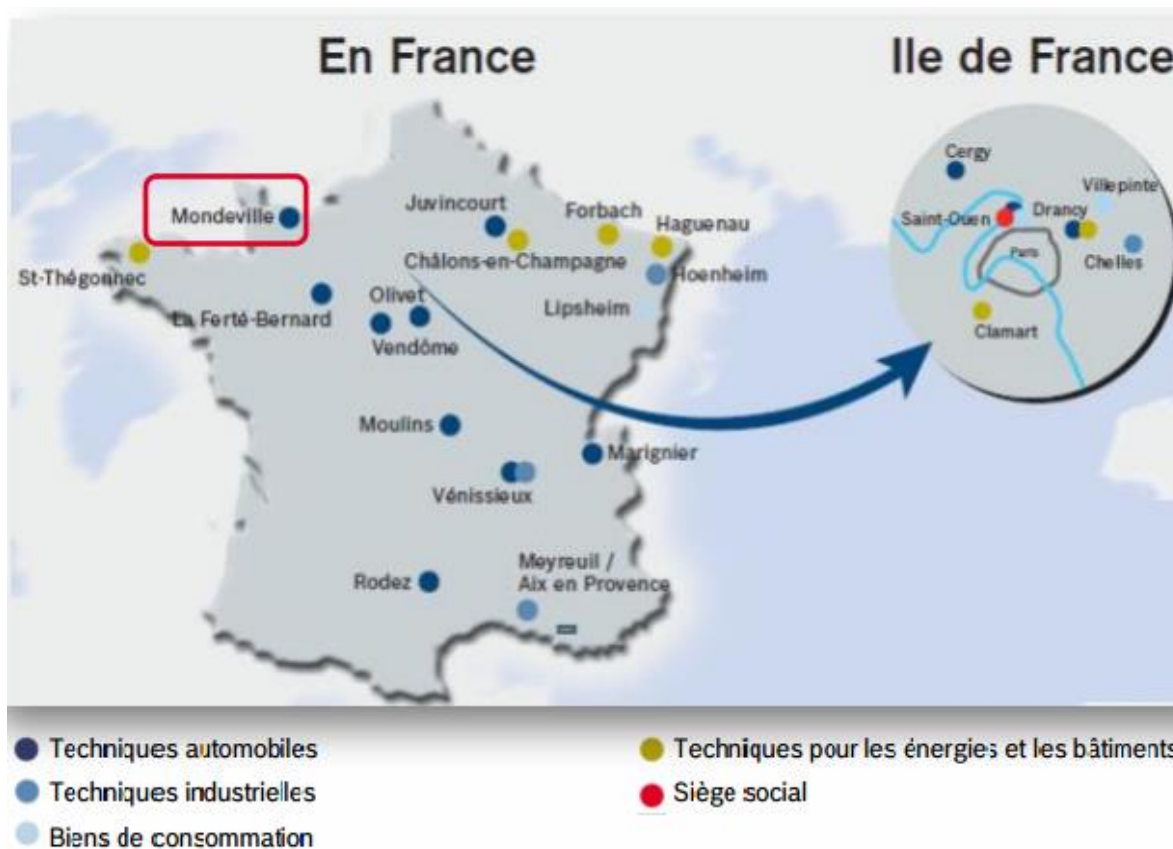 En France
Ile de France
Mondeville
St-Thégonnec
Juvincourt
Forbach
Haguenau
Châlons-en-Champagne
Hoenheim
Lipsheim
La Ferté-Bernard
Olivet
Vendôme
Moulins
Marignier
Vénissieux
Rodez
Meyreuil /
Aix en Provence
Cergy
Villepinte
Saint-Ouen
Drancy
Paris
Chelles
Clamart
Techniques automobiles
Techniques industrielles
Biens de consommation
Techniques pour les énergies et les bâtiments
Siège social